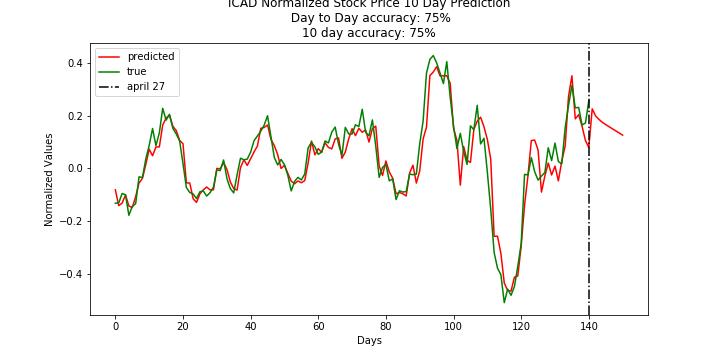 ICAD Normalized Stock Price 10 Day Prediction
Day to Day accuracy: 75%
10 day accuracy: 75%
predicted
true
april 27
Normalized Values
0.4
0.2
0.0
−0.2
−0.4
0
20
40
60
80
100
120
140
Days